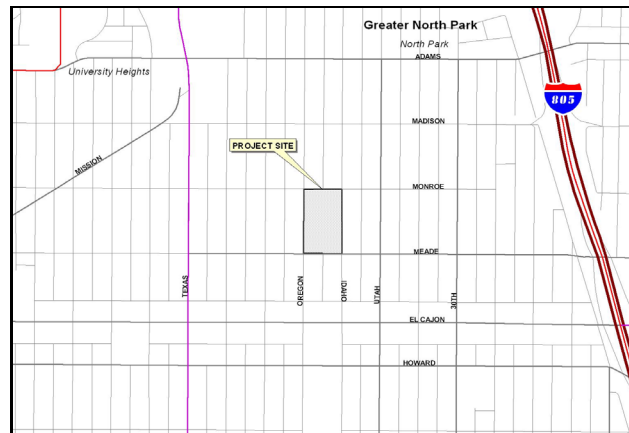 Greater North Park
North Park
ADAMS
University Heights
805
MADISON
PROJECT SITE
MISSION
MONROE
MEADE
TEXAS
OREGON
IDAHO
UTAH
30TH
EL CAJON
HOWARD